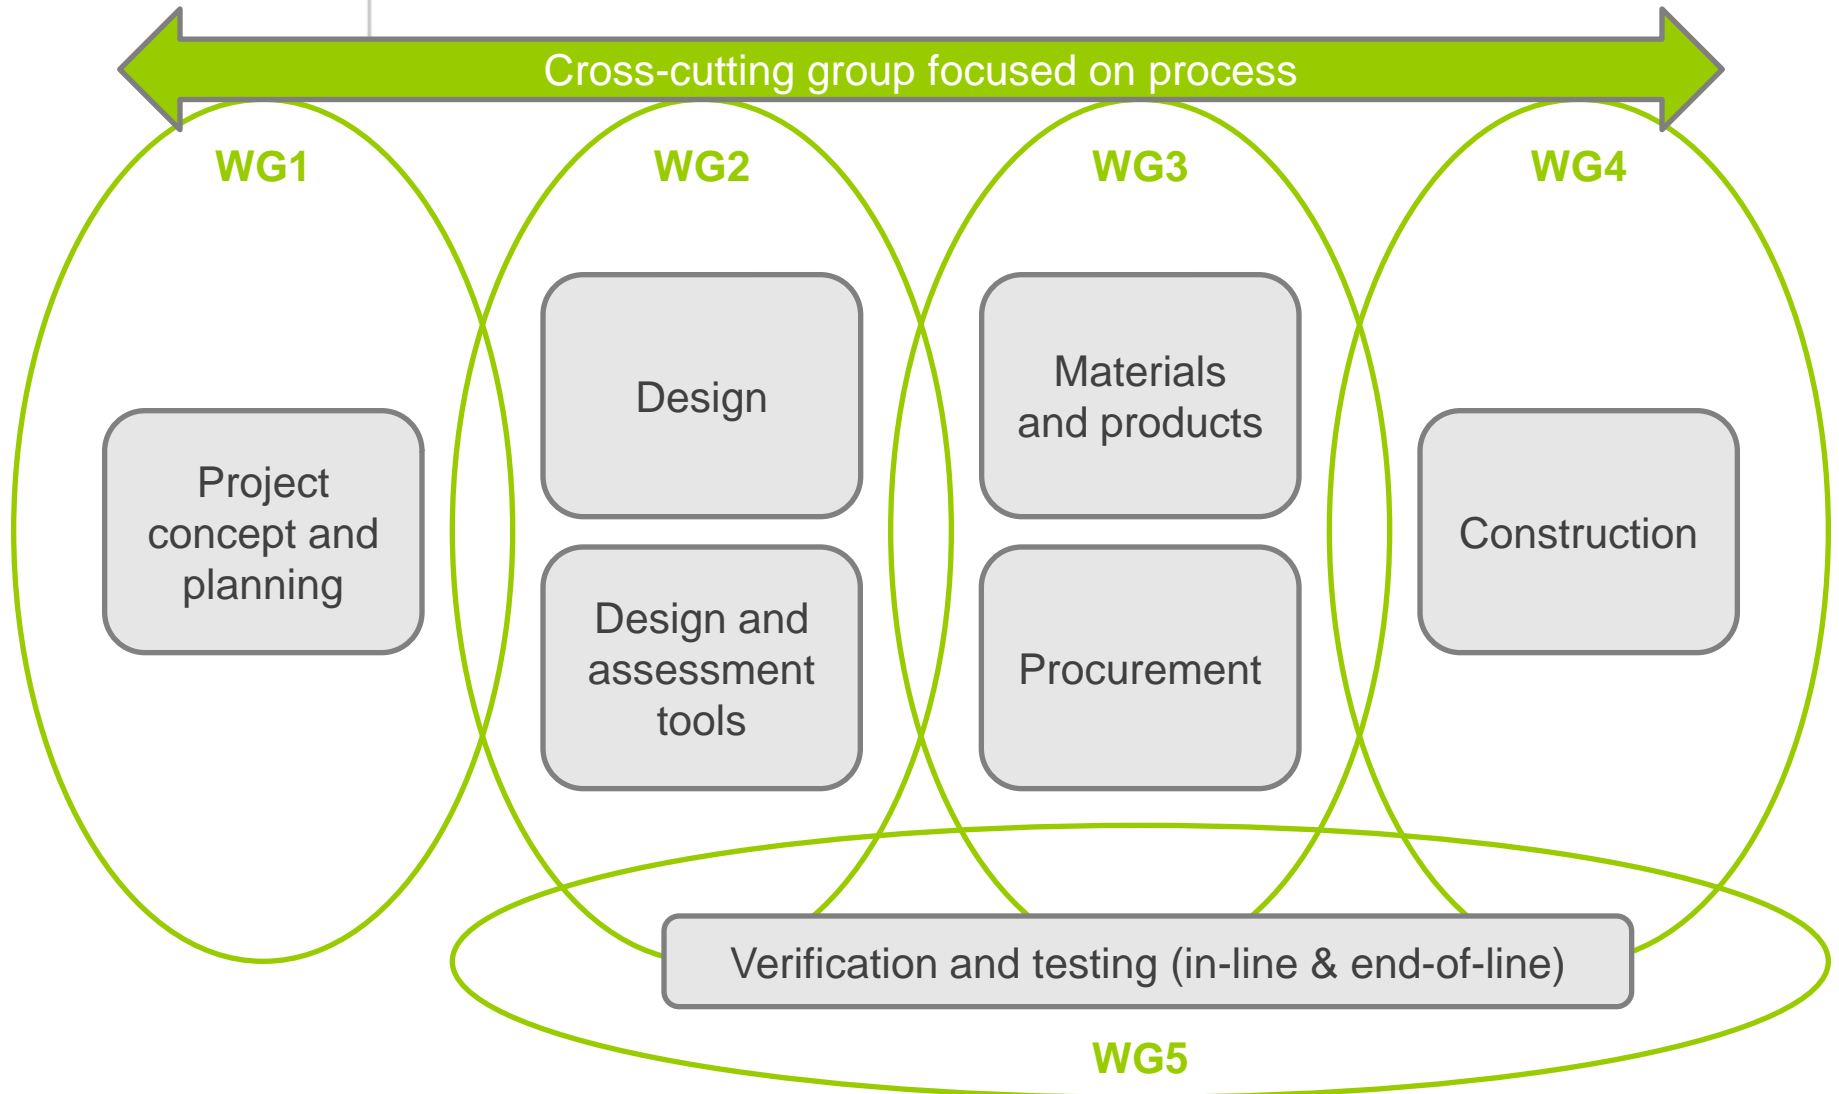 Cross-cutting group focused on process
WG1
WG2
WG3
WG4
Project
concept and
planning
Design
Design and
assessment
tools
Materials
and products
Procurement
Construction
Verification and testing (in-line & end-of-line)
WG5